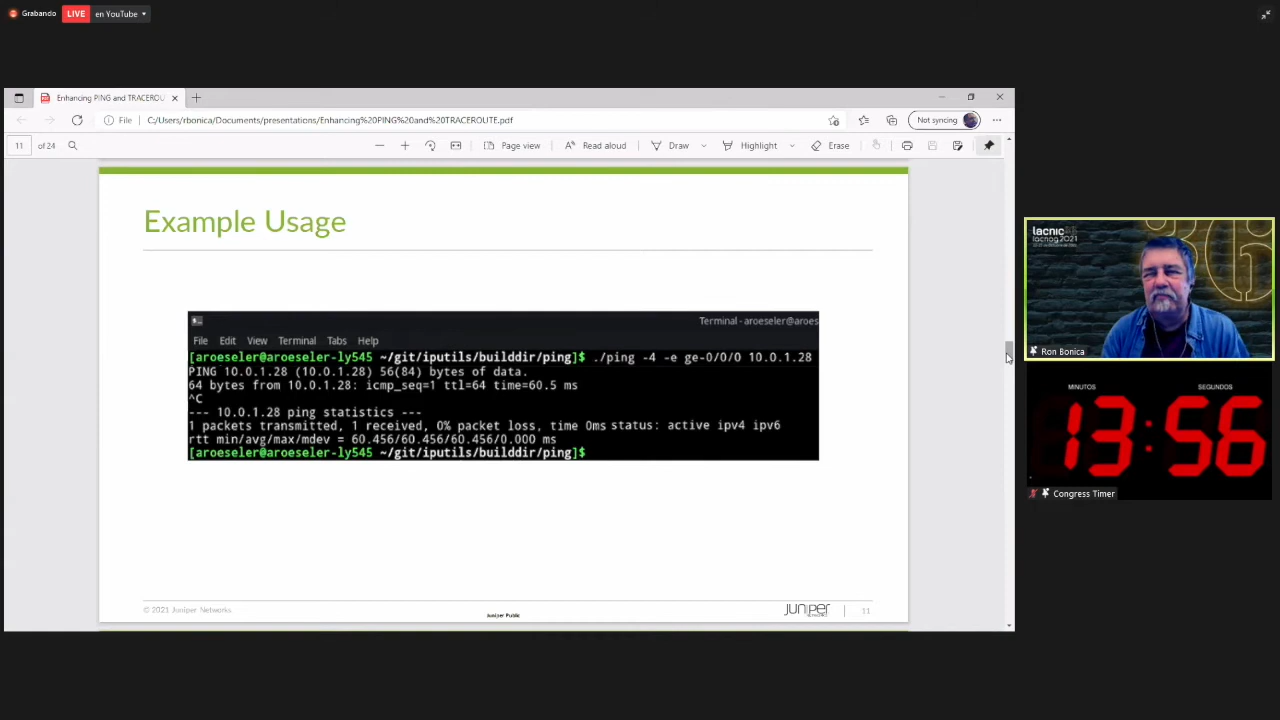 Grabando LIVE en YouTube
Enhancing PING and TRACEROU
File C:/Users/rbonica/Documents/presentations/Enhancing%20PING%20and%20TRACEROUTE.pdf Not syncing
11 of 24 Page view Read aloud Draw Highlight Erase
Example Usage
Terminal - aroeseler@aroes
File Edit View Terminal Tabs Help
[aroeseler@aroeseler-ly545 ~/git/iputils/builddir/ping]$ ./ping -4 -e ge-0/0/0 10.0.1.28
PING 10.0.1.28 (10.0.1.28) 56(84) bytes of data.
64 bytes from 10.0.1.28: icmp_seq=1 ttl=64 time=60.5 ms
^C
--- 10.0.1.28 ping statistics ---
1 packets transmitted, 1 received, 0% packet loss, time 0ms status: active ipv4 ipv6
rtt min/avg/max/mdev = 60.456/60.456/60.456/0.000 ms
[aroeseler@aroeseler-ly545 ~/git/iputils/builddir/ping]$
© 2021 Juniper Networks
Juniper Public
JUNIPER
11
lacnic36
lacnog2021
Ron Bonica
MINUTOS SEGUNDOS
13:56
Congress Timer